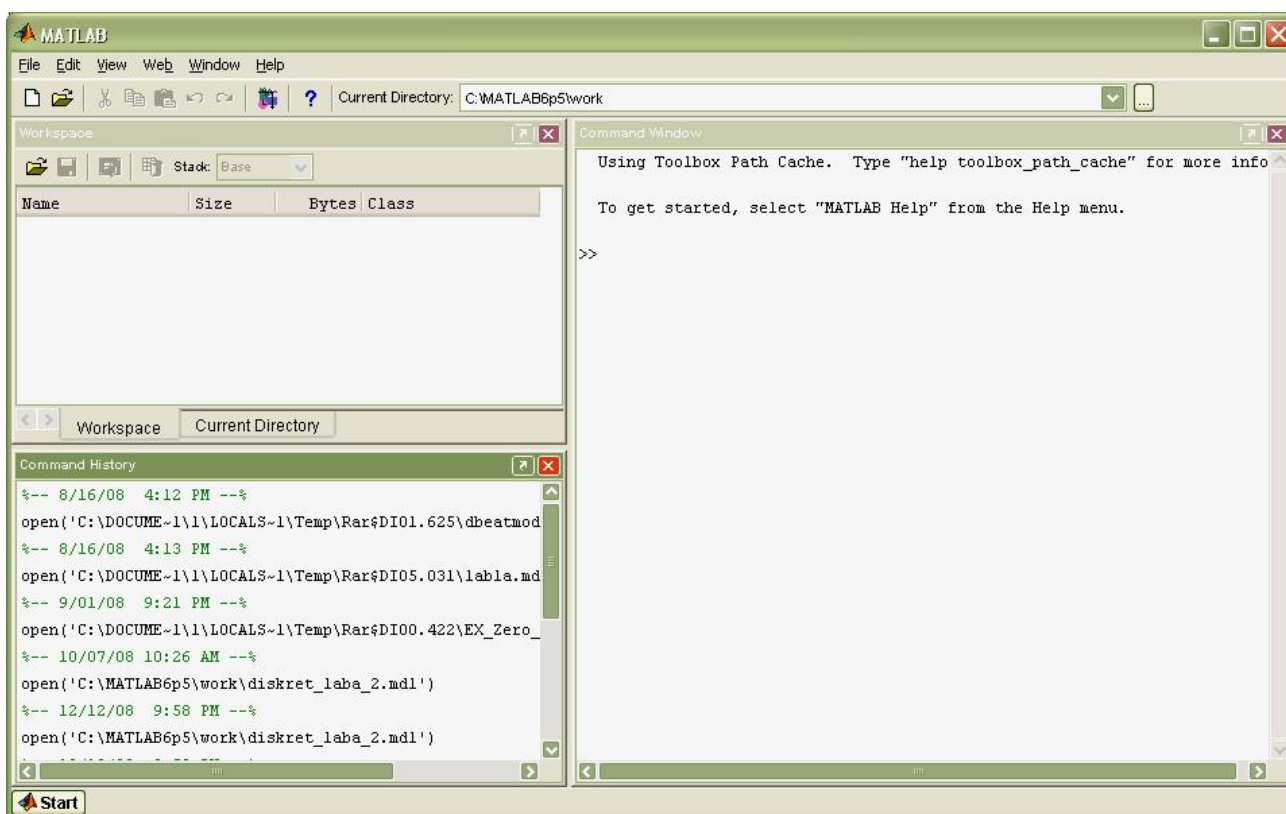 MATLAB
File Edit View Web Window Help
Current Directory: C:\MATLAB6p5\work
...
Workspace
Stack: Base
Name Size Bytes Class
Workspace Current Directory
Command History
%-- 8/16/08 4:12 PM --%
open('C:\DOCUME~1\1\LOCALS~1\Temp\Rar$DI01.625\dbeatmod
%-- 8/16/08 4:13 PM --%
open('C:\DOCUME~1\1\LOCALS~1\Temp\Rar$DI05.031\lab1a.md
%-- 9/01/08 9:21 PM --%
open('C:\DOCUME~1\1\LOCALS~1\Temp\Rar$DI00.422\EX_Zero_
%-- 10/07/08 10:26 AM --%
open('C:\MATLAB6p5\work\diskret_laba_2.mdl')
%-- 12/12/08 9:58 PM --%
open('C:\MATLAB6p5\work\diskret_laba_2.mdl')
Command Window
Using Toolbox Path Cache. Type "help toolbox_path_cache" for more info
To get started, select "MATLAB Help" from the Help menu.
>>
Start